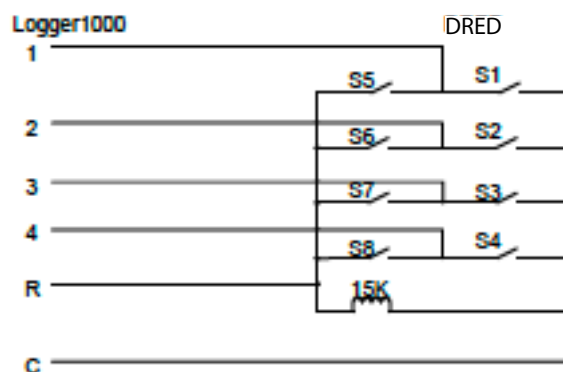 Logger1000 DRED
1
S5 S1
2
S6 S2
3
S7 S3
4
S8 S4
R
15K
C